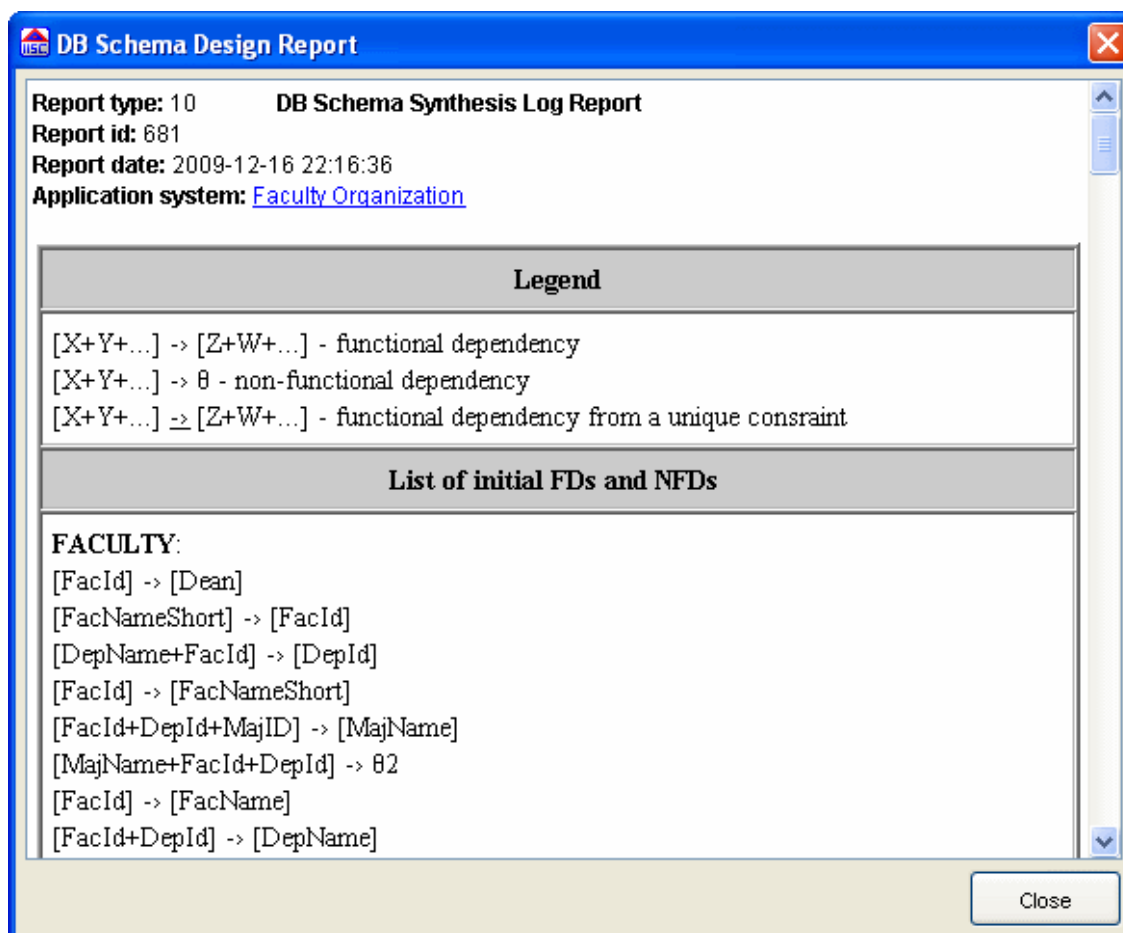 DB Schema Design Report
Report type: 10 DB Schema Synthesis Log Report
Report id: 681
Report date: 2009-12-16 22:16:36
Application system: Faculty Organization
Legend
[X+Y+...] -> [Z+W+...] - functional dependency
[X+Y+...] -> θ - non-functional dependency
[X+Y+...] -> [Z+W+...] - functional dependency from a unique consraint
List of initial FDs and NFDs
FACULTY:
[FacId] -> [Dean]
[FacNameShort] -> [FacId]
[DepName+FacId] -> [DepId]
[FacId] -> [FacNameShort]
[FacId+DepId+MajID] -> [MajName]
[MajName+FacId+DepId] -> θ2
[FacId] -> [FacName]
[FacId+DepId] -> [DepName]
Close